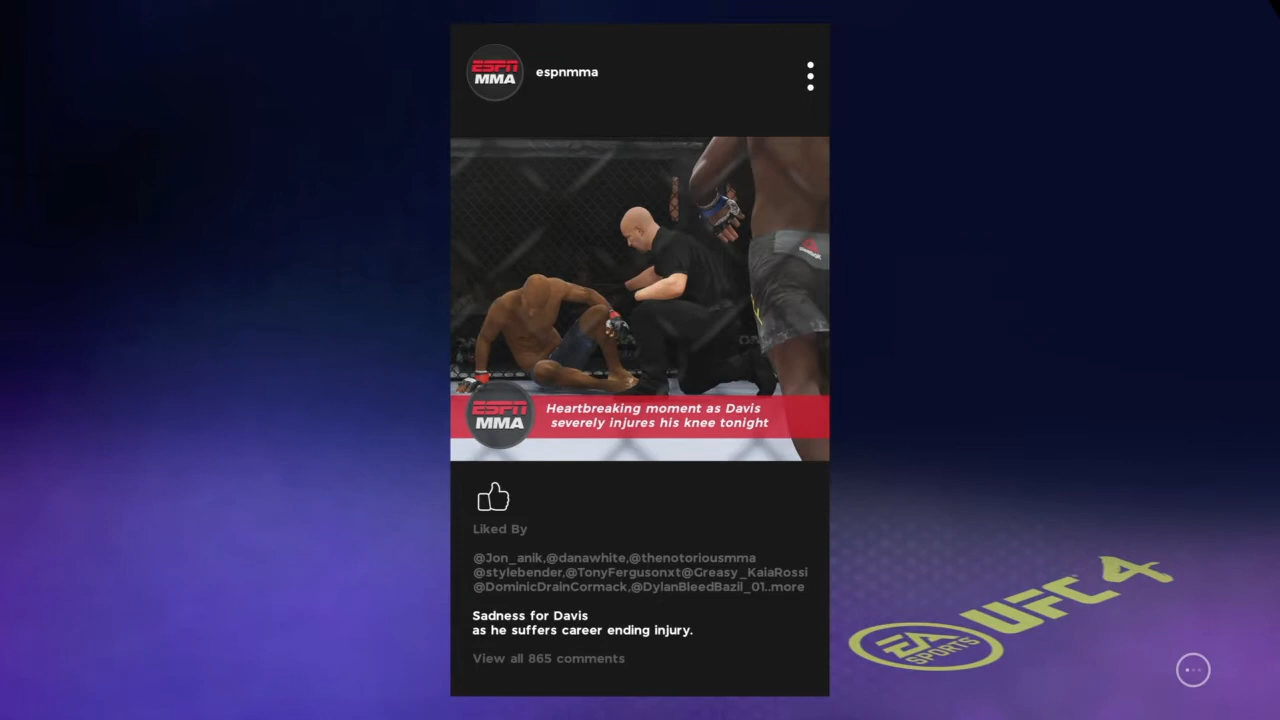 ESPN
MMA
espnmma
Reebok
ESPN
MMA
Heartbreaking moment as Davis
severely injures his knee tonight
Liked By
@Jon_anik,@danawhite,@thenotoriousmma
@stylebender,@TonyFergusonxt@Greasy_KaiaRossi
@DominicDrainCormack,@DylanBleedBazil_01..more
Sadness for Davis
as he suffers career ending injury.
View all 865 comments
EA
SPORTS
UFC 4